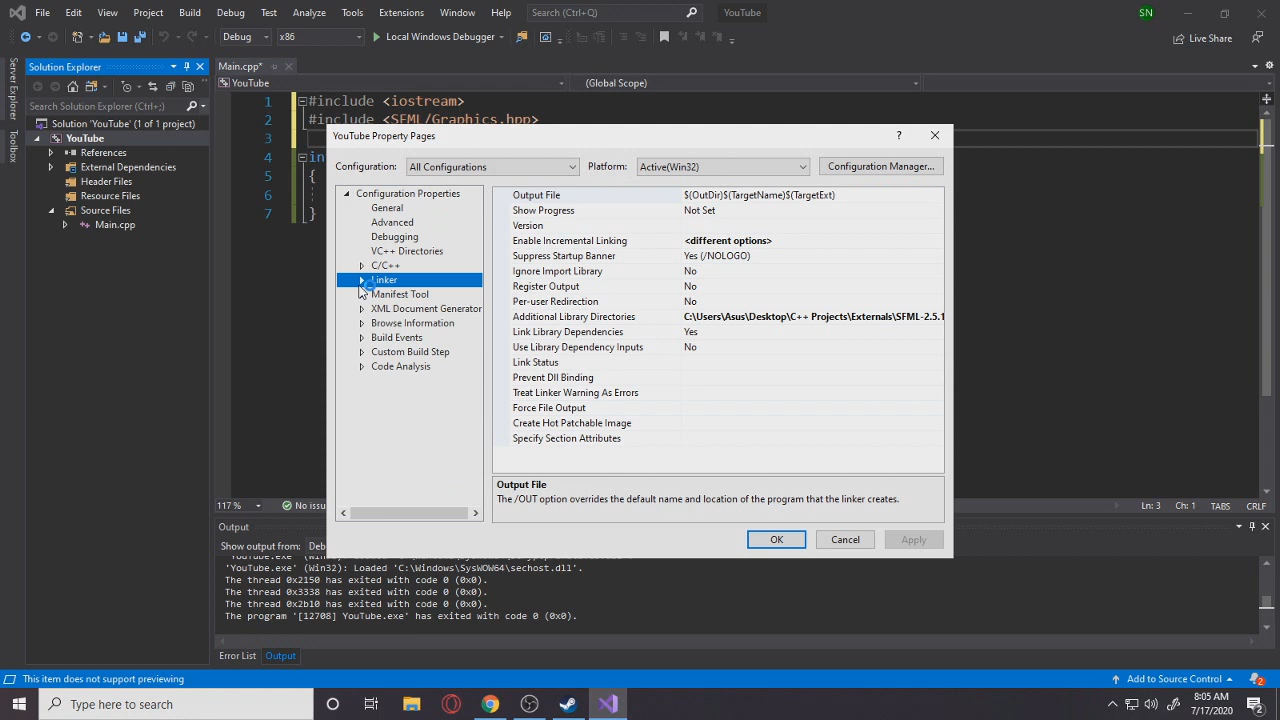 File Edit View Project Build Debug Test Analyze Tools Extensions Window Help Search (Ctrl+Q) YouTube SN
Debug x86 Local Windows Debugger Live Share
Server Explorer
Toolbox
Solution Explorer
Search Solution Explorer (Ctrl+;)
Solution 'YouTube' (1 of 1 project)
YouTube
References
External Dependencies
Header Files
Resource Files
Source Files
Main.cpp
Main.cpp*
YouTube (Global Scope)
1 #include <iostream>
2 #include <SFML/Graphics.hpp>
3
4 in
5 {
6
7 }
YouTube Property Pages
Configuration: All Configurations Platform: Active(Win32) Configuration Manager...
Configuration Properties
General
Advanced
Debugging
VC++ Directories
C/C++
Linker
Manifest Tool
XML Document Generator
Browse Information
Build Events
Custom Build Step
Code Analysis
Output File $(OutDir)$(TargetName)$(TargetExt)
Show Progress Not Set
Version
Enable Incremental Linking <different options>
Suppress Startup Banner Yes (/NOLOGO)
Ignore Import Library No
Register Output No
Per-user Redirection No
Additional Library Directories C:\Users\Asus\Desktop\C++ Projects\Externals\SFML-2.5.1
Link Library Dependencies Yes
Use Library Dependency Inputs No
Link Status
Prevent Dll Binding
Treat Linker Warning As Errors
Force File Output
Create Hot Patchable Image
Specify Section Attributes
Output File
The /OUT option overrides the default name and location of the program that the linker creates.
OK Cancel Apply
117 % No issu Ln: 3 Ch: 1 TABS CRLF
Output
Show output from: Deb
'YouTube.exe' (Win32): Loaded 'C:\Windows\SysWOW64\sechost.dll'.
The thread 0x2150 has exited with code 0 (0x0).
The thread 0x3338 has exited with code 0 (0x0).
The thread 0x2b10 has exited with code 0 (0x0).
The program '[12708] YouTube.exe' has exited with code 0 (0x0).
Error List Output
This item does not support previewing Add to Source Control 2
Type here to search
8:05 AM
7/17/2020
2